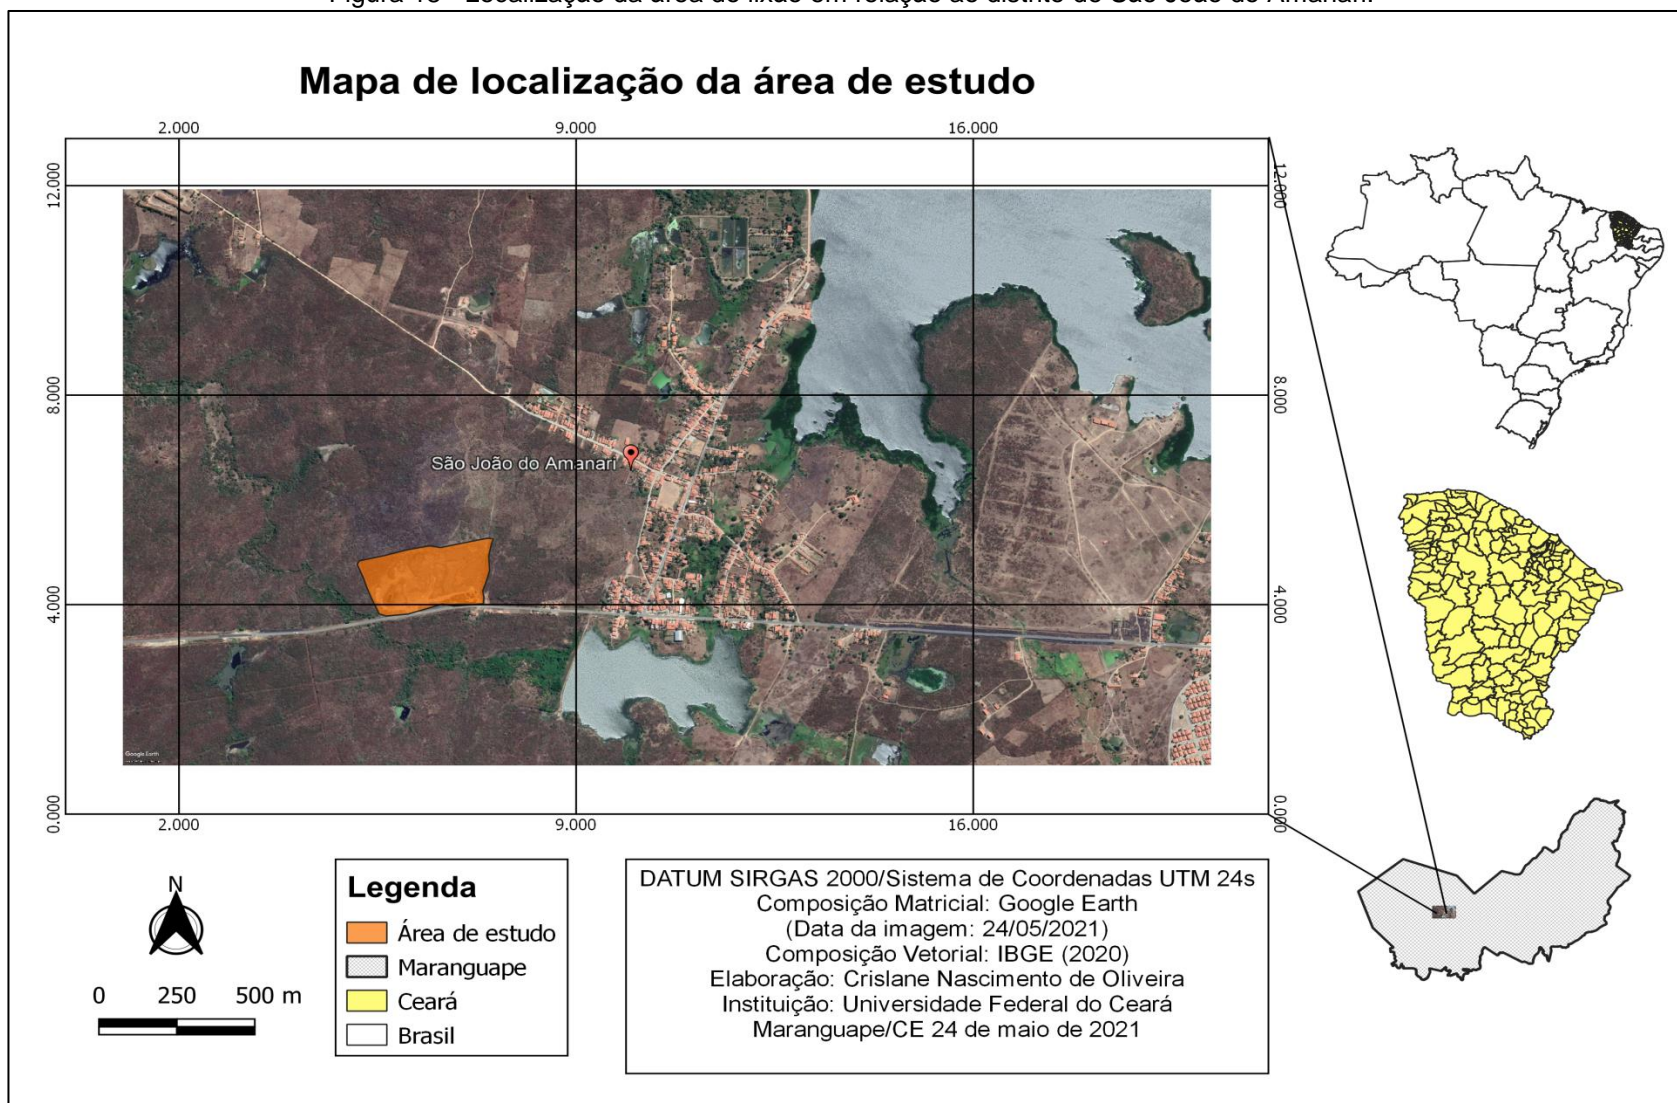 Mapa de localização da área de estudo
2.000 9.000 16.000
12.000 12.000
8.000 8.000
São João do Amanari
4.000 4.000
Google Earth
0.000 0.000
2.000 9.000 16.000
N
0 250 500 m
Legenda
Área de estudo
Maranguape
Ceará
Brasil
DATUM SIRGAS 2000/Sistema de Coordenadas UTM 24s
Composição Matricial: Google Earth
(Data da imagem: 24/05/2021)
Composição Vetorial: IBGE (2020)
Elaboração: Crislane Nascimento de Oliveira
Instituição: Universidade Federal do Ceará
Maranguape/CE 24 de maio de 2021